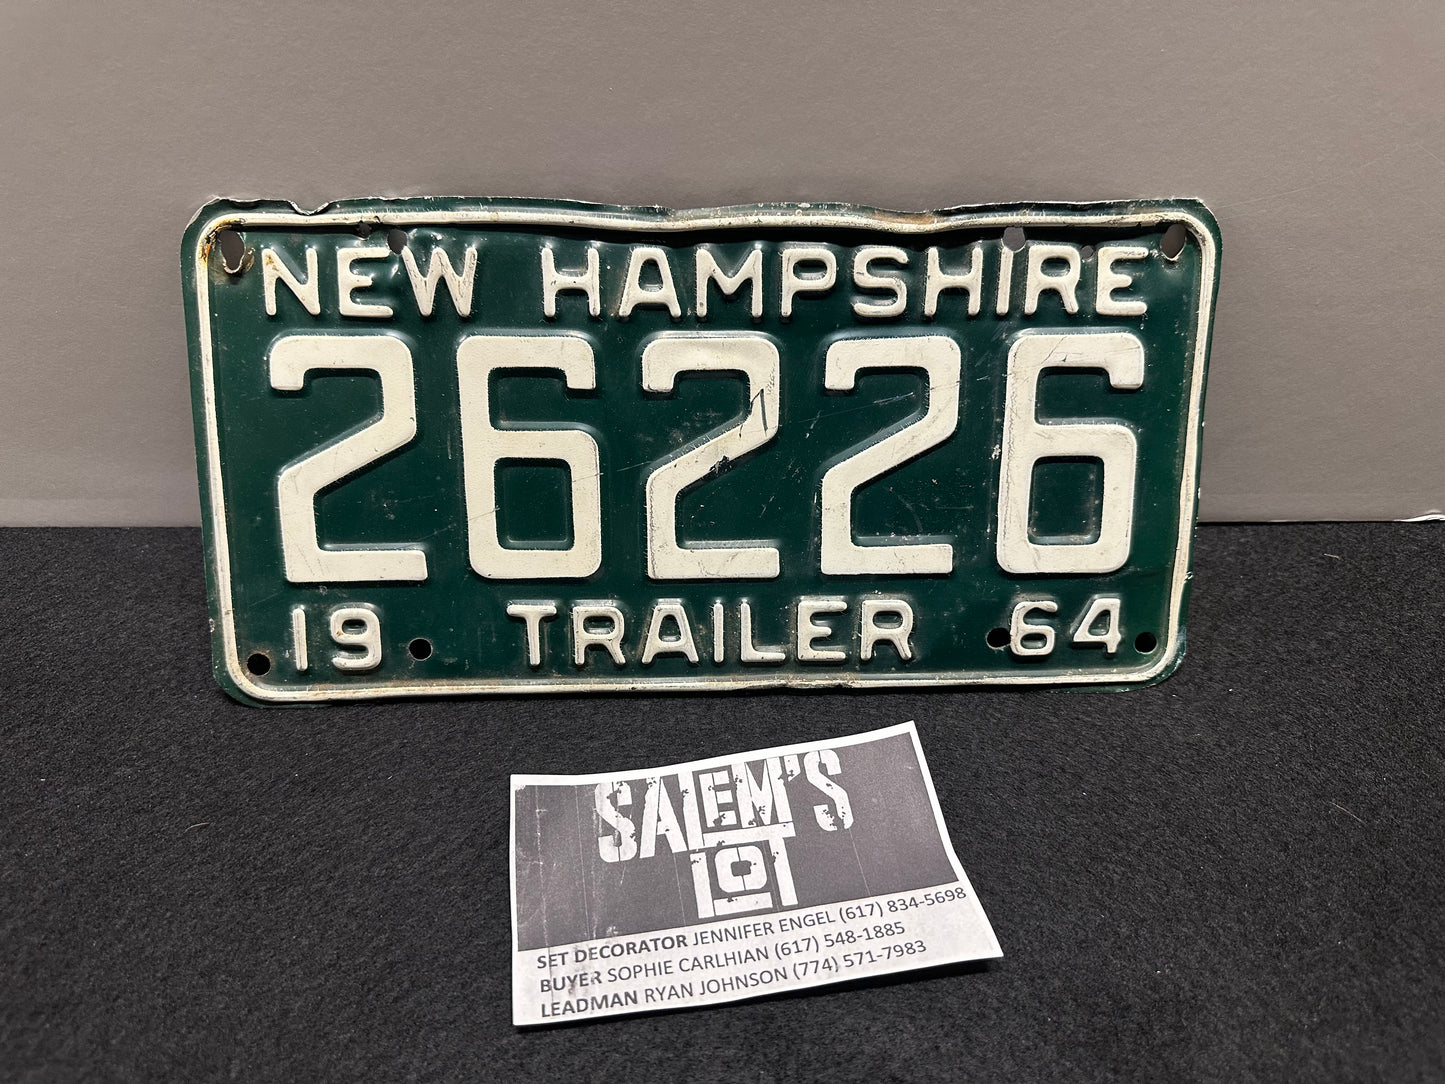 NEW HAMPSHIRE
26226
19 TRAILER 64
SALEM'S
LOT
SET DECORATOR JENNIFER ENGEL (617) 834-5698
BUYER SOPHIE CARLHIAN (617) 548-1885
LEADMAN RYAN JOHNSON (774) 571-7983